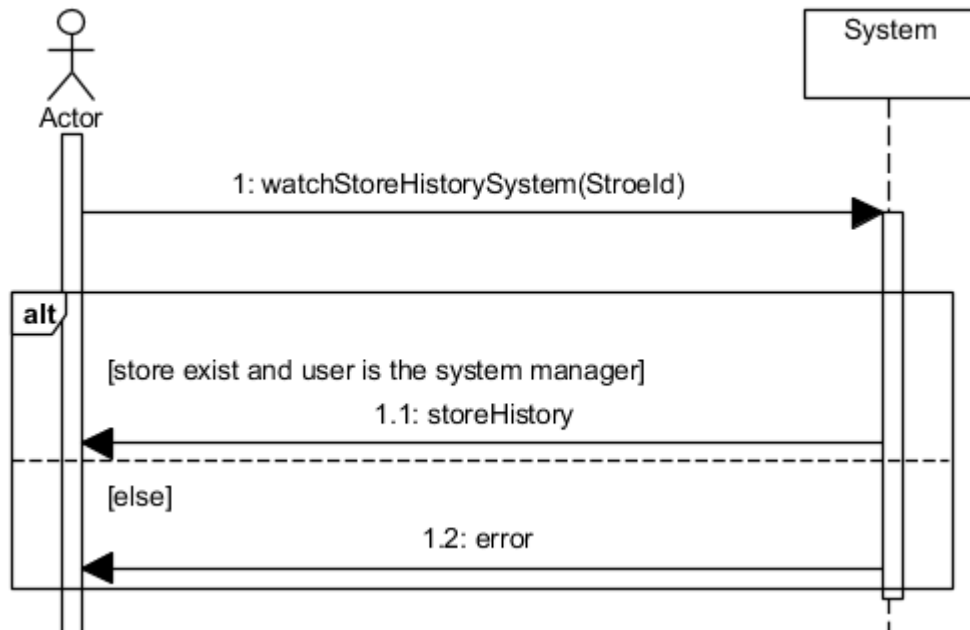 System
Actor
1: watchStoreHistorySystem(StroeId)
alt
[store exist and user is the system manager]
1.1: storeHistory
[else]
1.2: error